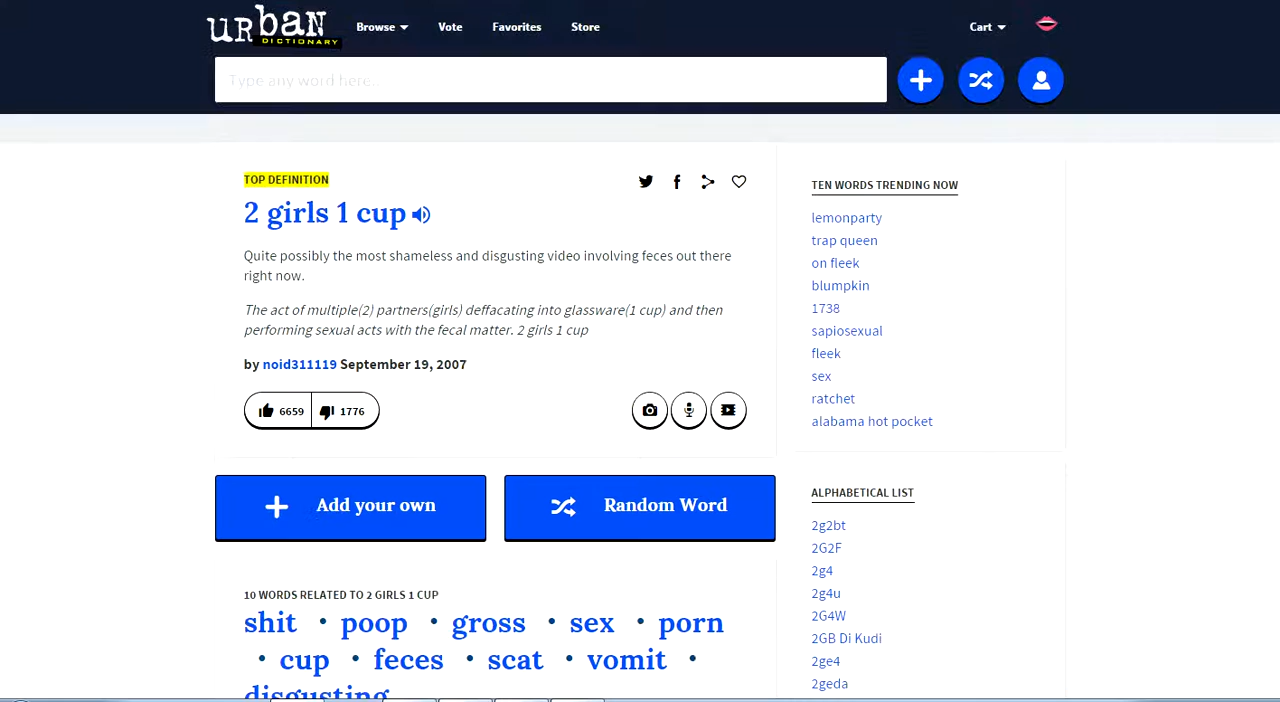 urban
DICTIONARY
Browse Vote Favorites Store Cart
Type any word here.
TOP DEFINITION
2 girls 1 cup
Quite possibly the most shameless and disgusting video involving feces out there
right now.
The act of multiple(2) partners(girls) deffacating into glassware(1 cup) and then
performing sexual acts with the fecal matter. 2 girls 1 cup
by noid311119 September 19, 2007
6659 1776
Add your own
Random Word
10 WORDS RELATED TO 2 GIRLS 1 CUP
shit • poop • gross • sex • porn
• cup • feces • scat • vomit •
disgusting
TEN WORDS TRENDING NOW
lemonparty
trap queen
on fleek
blumpkin
1738
sapiosexual
fleek
sex
ratchet
alabama hot pocket
ALPHABETICAL LIST
2g2bt
2G2F
2g4
2g4u
2G4W
2GB Di Kudi
2ge4
2geda